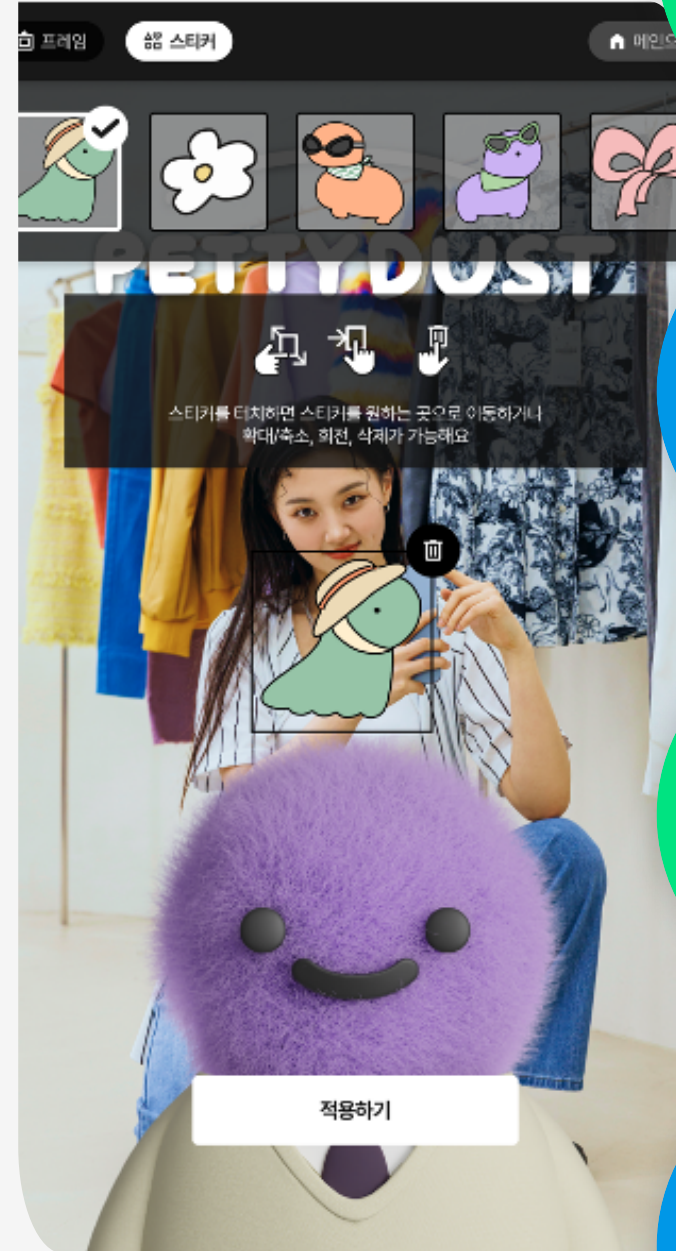 프레임
스티커
메인으
PETTYDUST
스티커를 터치하면 스티커를 원하는 곳으로 이동하거나
확대/축소, 회전, 삭제가 가능해요
적용하기